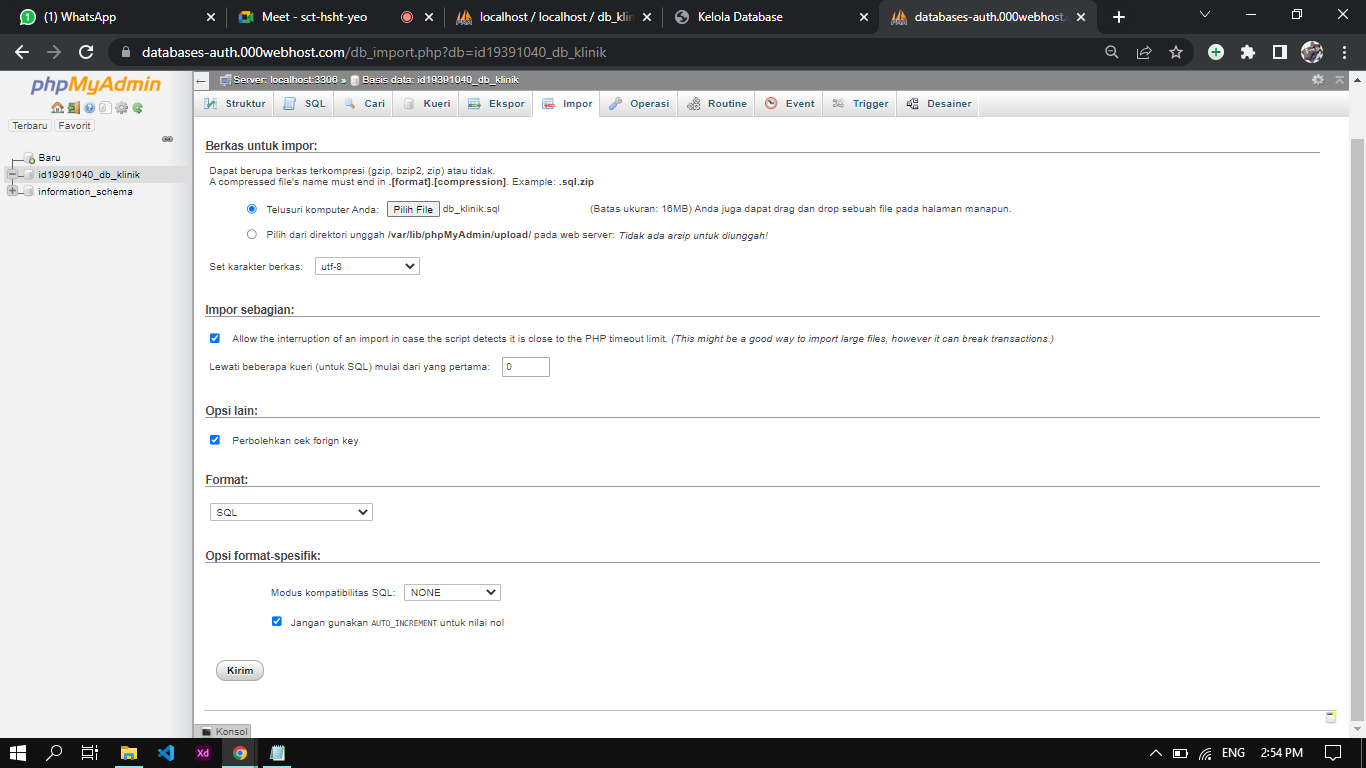 (1) WhatsApp
Meet - sct-hsht-yeo
localhost / localhost / db_klin
Kelola Database
databases-auth.000webhost.
databases-auth.000webhost.com/db_import.php?db=id19391040_db_klinik
phpMyAdmin
Terbaru Favorit
Baru
id19391040_db_klinik
information_schema
Server: localhost:3306 » Basis data: id19391040_db_klinik
Struktur SQL Cari Kueri Ekspor Impor Operasi Routine Event Trigger Desainer
Berkas untuk impor:
Dapat berupa berkas terkompresi (gzip, bzip2, zip) atau tidak.
A compressed file's name must end in .[format].[compression]. Example: .sql.zip
Telusuri komputer Anda: Pilih File db_klinik.sql (Batas ukuran: 16MB) Anda juga dapat drag dan drop sebuah file pada halaman manapun.
Pilih dari direktori unggah /var/lib/phpMyAdmin/upload/ pada web server: Tidak ada arsip untuk diunggah!
Set karakter berkas: utf-8
Impor sebagian:
Allow the interruption of an import in case the script detects it is close to the PHP timeout limit. (This might be a good way to import large files, however it can break transactions.)
Lewati beberapa kueri (untuk SQL) mulai dari yang pertama: 0
Opsi lain:
Perbolehkan cek forign key
Format:
SQL
Opsi format-spesifik:
Modus kompatibilitas SQL: NONE
Jangan gunakan AUTO_INCREMENT untuk nilai nol
Kirim
Konsol
Xd
ENG 2:54 PM